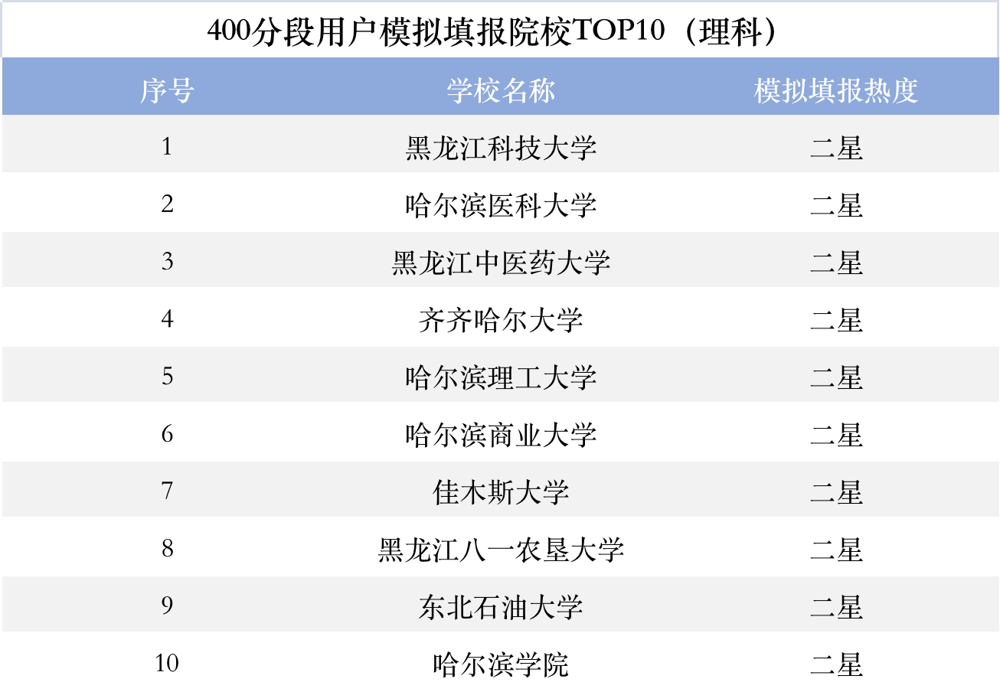 400分段用户模拟填报院校TOP10（理科）
序号 学校名称 模拟填报热度
1 黑龙江科技大学 二星
2 哈尔滨医科大学 二星
3 黑龙江中医药大学 二星
4 齐齐哈尔大学 二星
5 哈尔滨理工大学 二星
6 哈尔滨商业大学 二星
7 佳木斯大学 二星
8 黑龙江八一农垦大学 二星
9 东北石油大学 二星
10 哈尔滨学院 二星